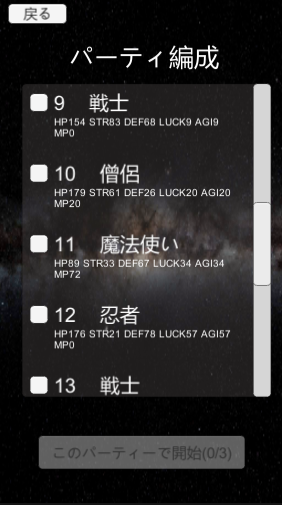 戻る
パーティ編成
9 戦士
HP154 STR83 DEF68 LUCK9 AGI9
MP0
10 僧侶
HP179 STR61 DEF26 LUCK20 AGI20
MP20
11 魔法使い
HP89 STR33 DEF67 LUCK34 AGI34
MP72
12 忍者
HP176 STR21 DEF78 LUCK57 AGI57
MP0
13 戦士
このパーティーで開始(0/3)